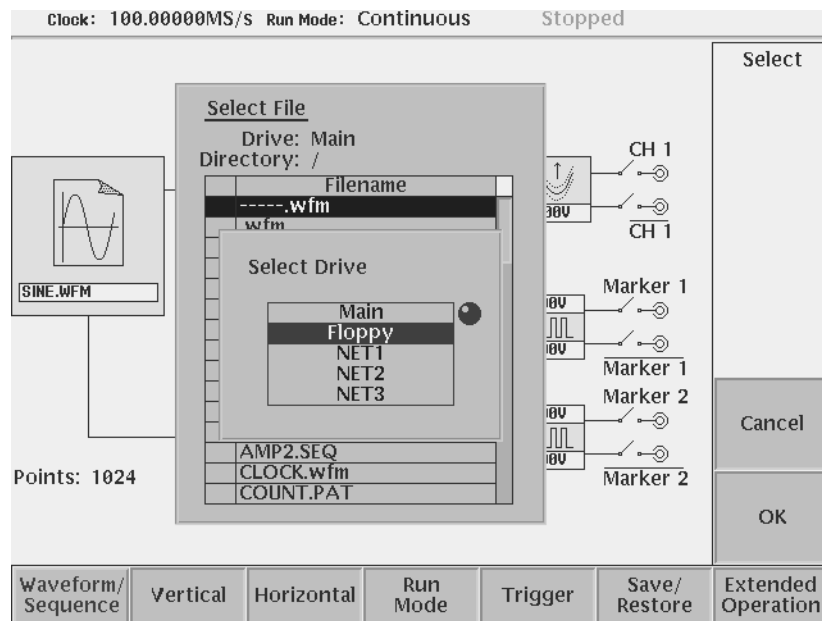 Clock: 100.00000MS/s Run Mode: Continuous Stopped
Select
Select File
Drive: Main
Directory: /
Filename
-----.wfm
.wfm
Select Drive
Main
Floppy
NET1
NET2
NET3
AMP2.SEQ
CLOCK.wfm
COUNT.PAT
SINE.WFM
Points: 1024
CH 1
CH 1
Marker 1
Marker 1
Marker 2
Marker 2
Cancel
OK
Waveform/
Sequence
Vertical
Horizontal
Run
Mode
Trigger
Save/
Restore
Extended
Operation